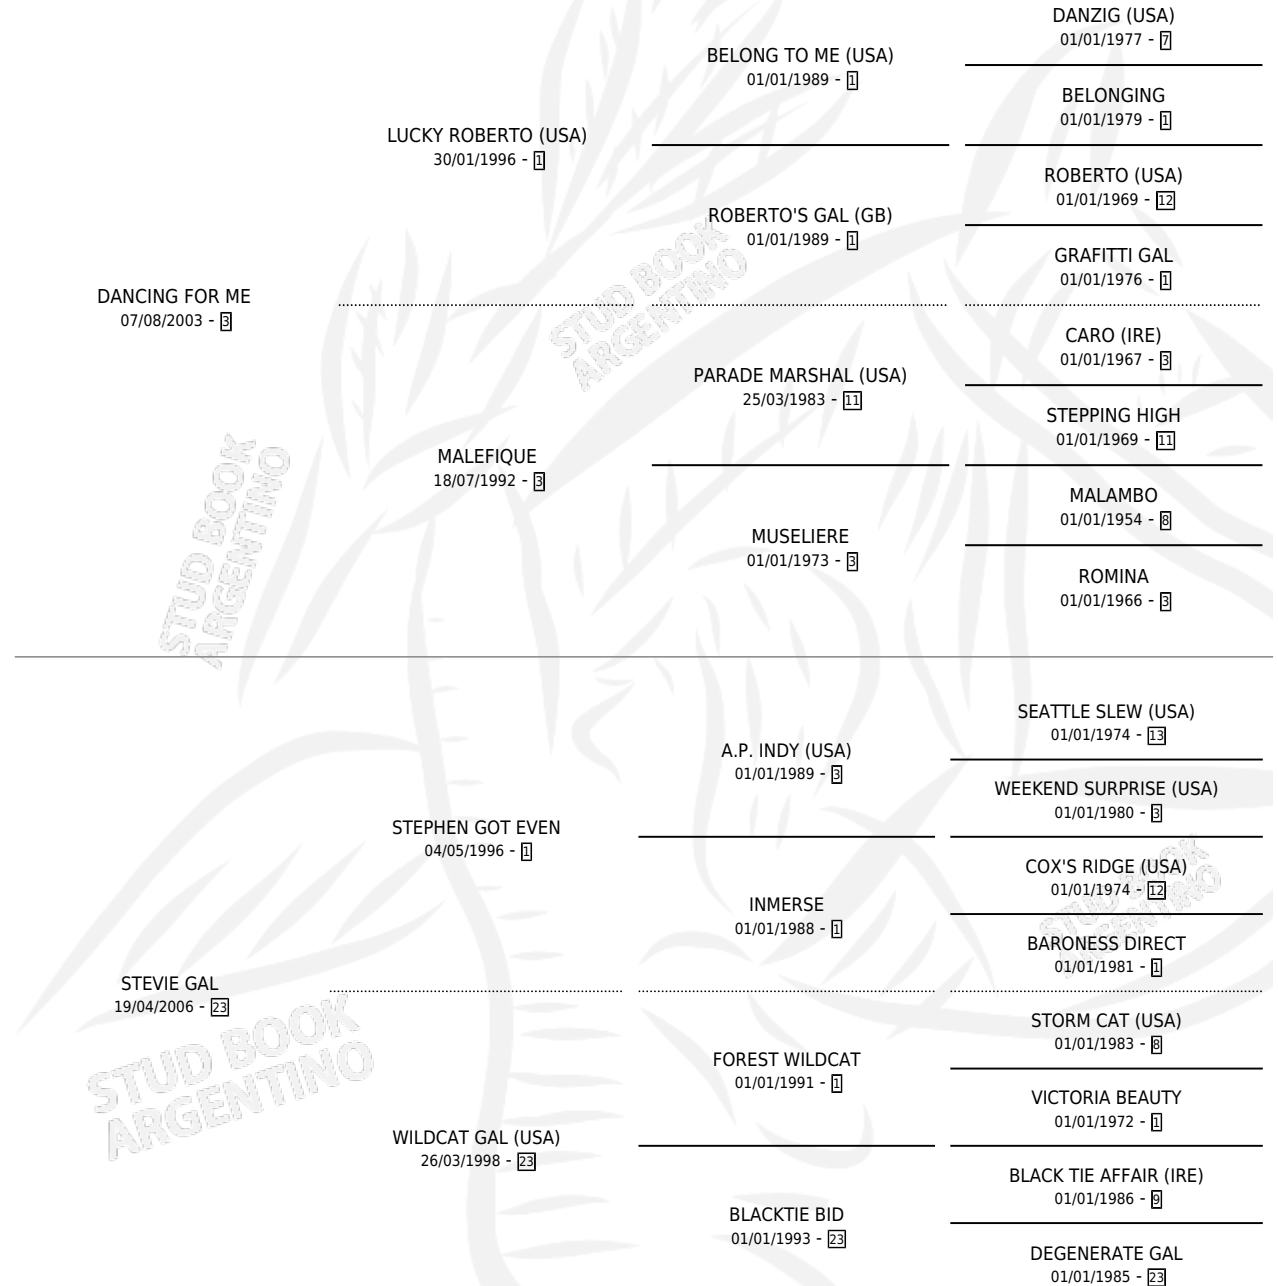 DANZIG (USA)
01/01/1977 - 7
BELONG TO ME (USA)
01/01/1989 - 1
BELONGING
01/01/1979 - 1
LUCKY ROBERTO (USA)
30/01/1996 - 1
ROBERTO (USA)
01/01/1969 - 12
ROBERTO'S GAL (GB)
01/01/1989 - 1
GRAFITTI GAL
01/01/1976 - 1
DANCING FOR ME
07/08/2003 - 3
CARO (IRE)
01/01/1967 - 3
PARADE MARSHAL (USA)
25/03/1983 - 11
STEPPING HIGH
01/01/1969 - 11
MALEFIQUE
18/07/1992 - 3
MALAMBO
01/01/1954 - 8
MUSELIERE
01/01/1973 - 3
ROMINA
01/01/1966 - 3
SEATTLE SLEW (USA)
01/01/1974 - 13
A.P. INDY (USA)
01/01/1989 - 3
WEEKEND SURPRISE (USA)
01/01/1980 - 3
STEPHEN GOT EVEN
04/05/1996 - 1
COX'S RIDGE (USA)
01/01/1974 - 12
INMERSE
01/01/1988 - 1
BARONESS DIRECT
01/01/1981 - 1
STEVIE GAL
19/04/2006 - 23
STORM CAT (USA)
01/01/1983 - 8
FOREST WILDCAT
01/01/1991 - 1
VICTORIA BEAUTY
01/01/1972 - 1
WILDCAT GAL (USA)
26/03/1998 - 23
BLACK TIE AFFAIR (IRE)
01/01/1986 - 9
BLACKTIE BID
01/01/1993 - 23
DEGENERATE GAL
01/01/1985 - 23
STUD BOOK
ARGENTINO
STUD BOOK
ARGENTINO
STUD BOOK
ARGENTINO
STUD BOOK
ARGENTINO